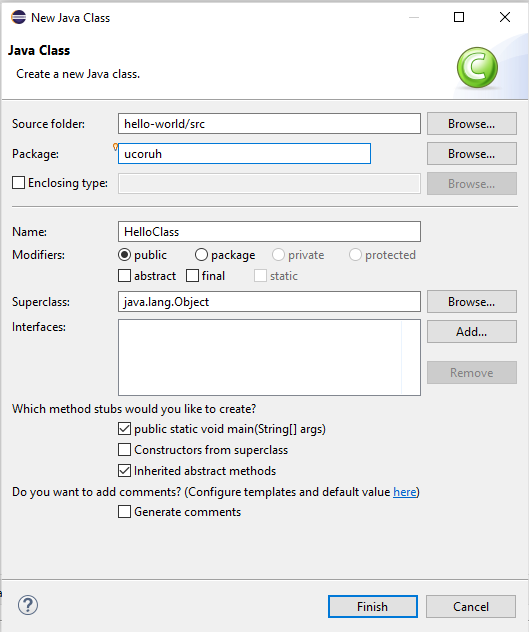 New Java Class
Java Class
Create a new Java class.
Source folder: hello-world/src Browse...
Package: ucoruh Browse...
Enclosing type: Browse...
Name: HelloClass
Modifiers: public package private protected
abstract final static
Superclass: java.lang.Object Browse...
Interfaces: Add...
Remove
Which method stubs would you like to create?
public static void main(String[] args)
Constructors from superclass
Inherited abstract methods
Do you want to add comments? (Configure templates and default value here)
Generate comments
Finish Cancel